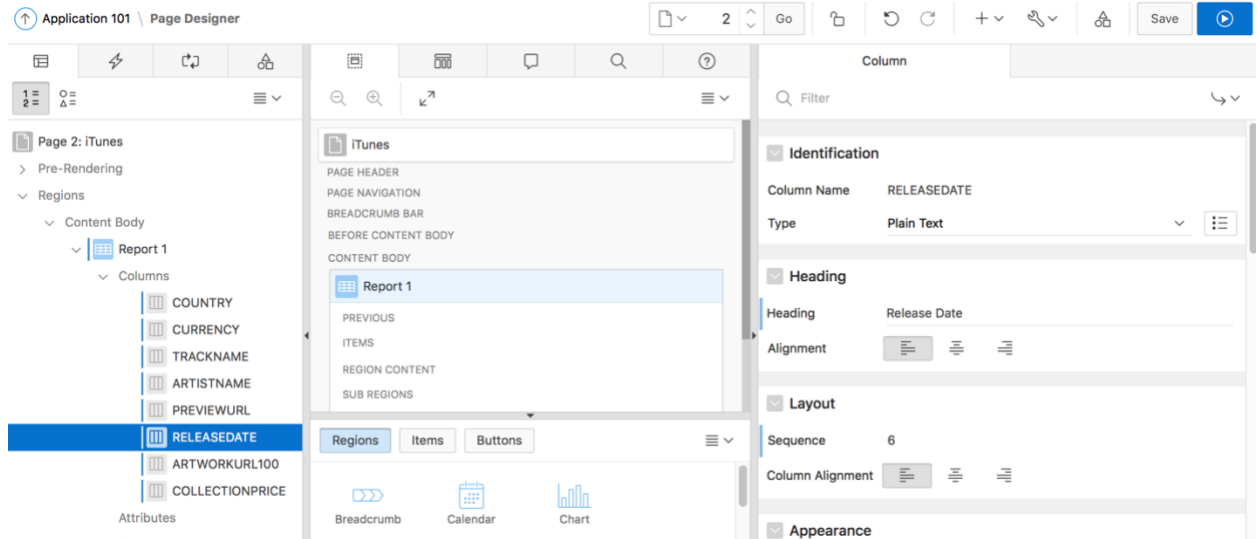 Application 101 \ Page Designer
2 Go Save
Page 2: iTunes
Pre-Rendering
Regions
Content Body
Report 1
Columns
COUNTRY
CURRENCY
TRACKNAME
ARTISTNAME
PREVIEWURL
RELEASEDATE
ARTWORKURL100
COLLECTIONPRICE
Attributes
iTunes
PAGE HEADER
PAGE NAVIGATION
BREADCRUMB BAR
BEFORE CONTENT BODY
CONTENT BODY
Report 1
PREVIOUS
ITEMS
REGION CONTENT
SUB REGIONS
Regions Items Buttons
Breadcrumb Calendar Chart
Column
Filter
Identification
Column Name RELEASEDATE
Type Plain Text
Heading
Heading Release Date
Alignment
Layout
Sequence 6
Column Alignment
Appearance